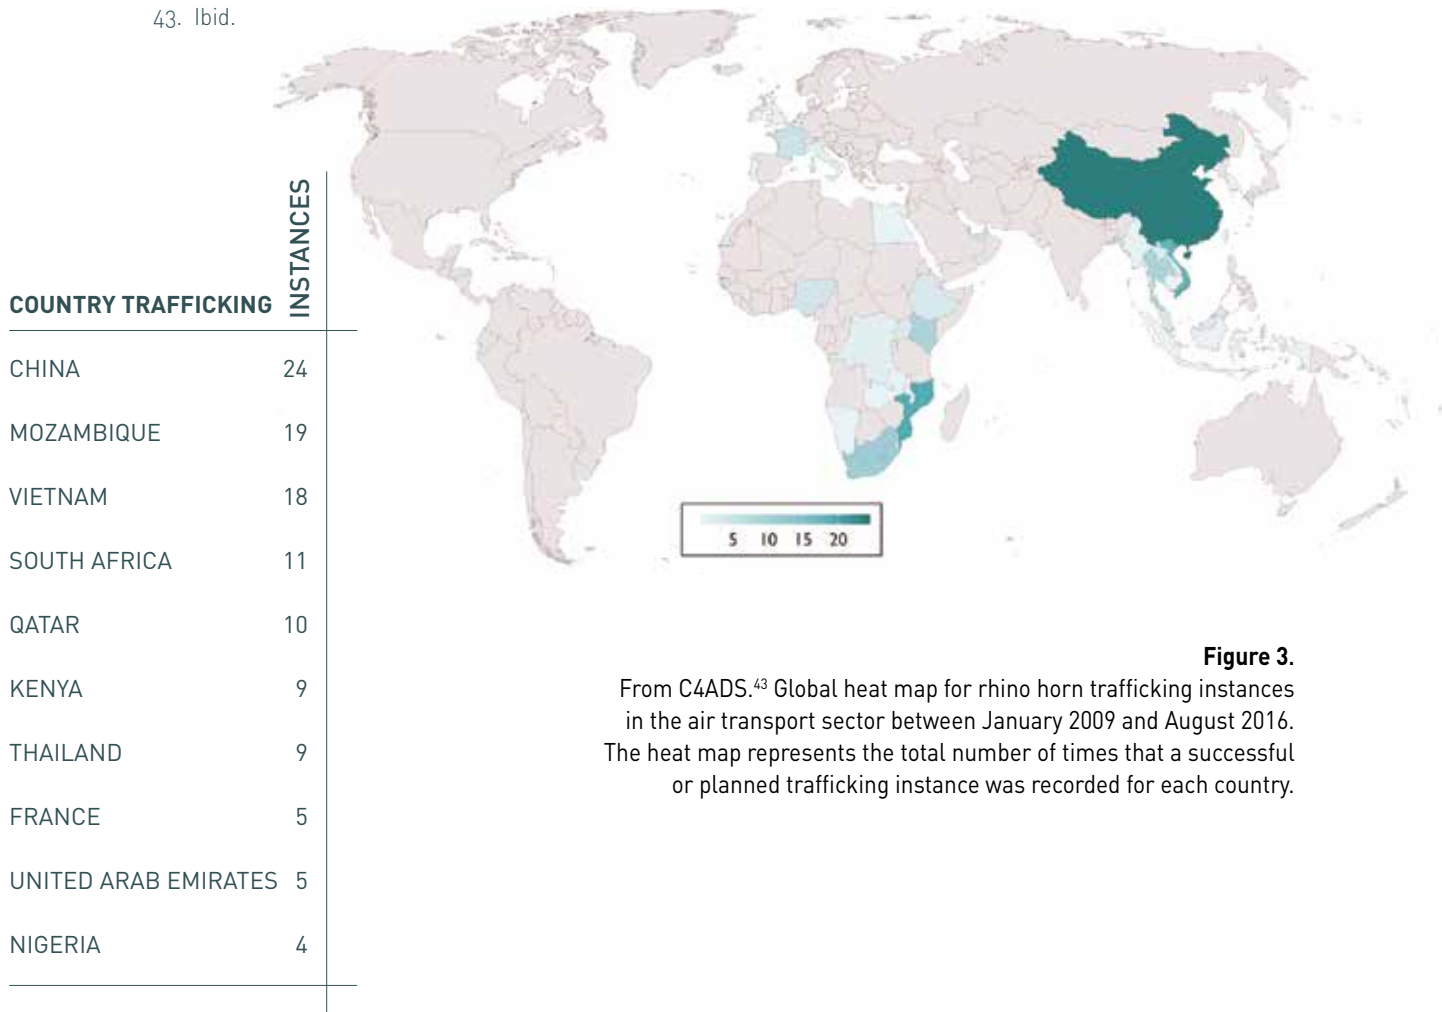 43. Ibid.
COUNTRY TRAFFICKING INSTANCES
CHINA 24
MOZAMBIQUE 19
VIETNAM 18
SOUTH AFRICA 11
QATAR 10
KENYA 9
THAILAND 9
FRANCE 5
UNITED ARAB EMIRATES 5
NIGERIA 4
5 10 15 20
Figure 3.
From C4ADS.43 Global heat map for rhino horn trafficking instances
in the air transport sector between January 2009 and August 2016.
The heat map represents the total number of times that a successful
or planned trafficking instance was recorded for each country.